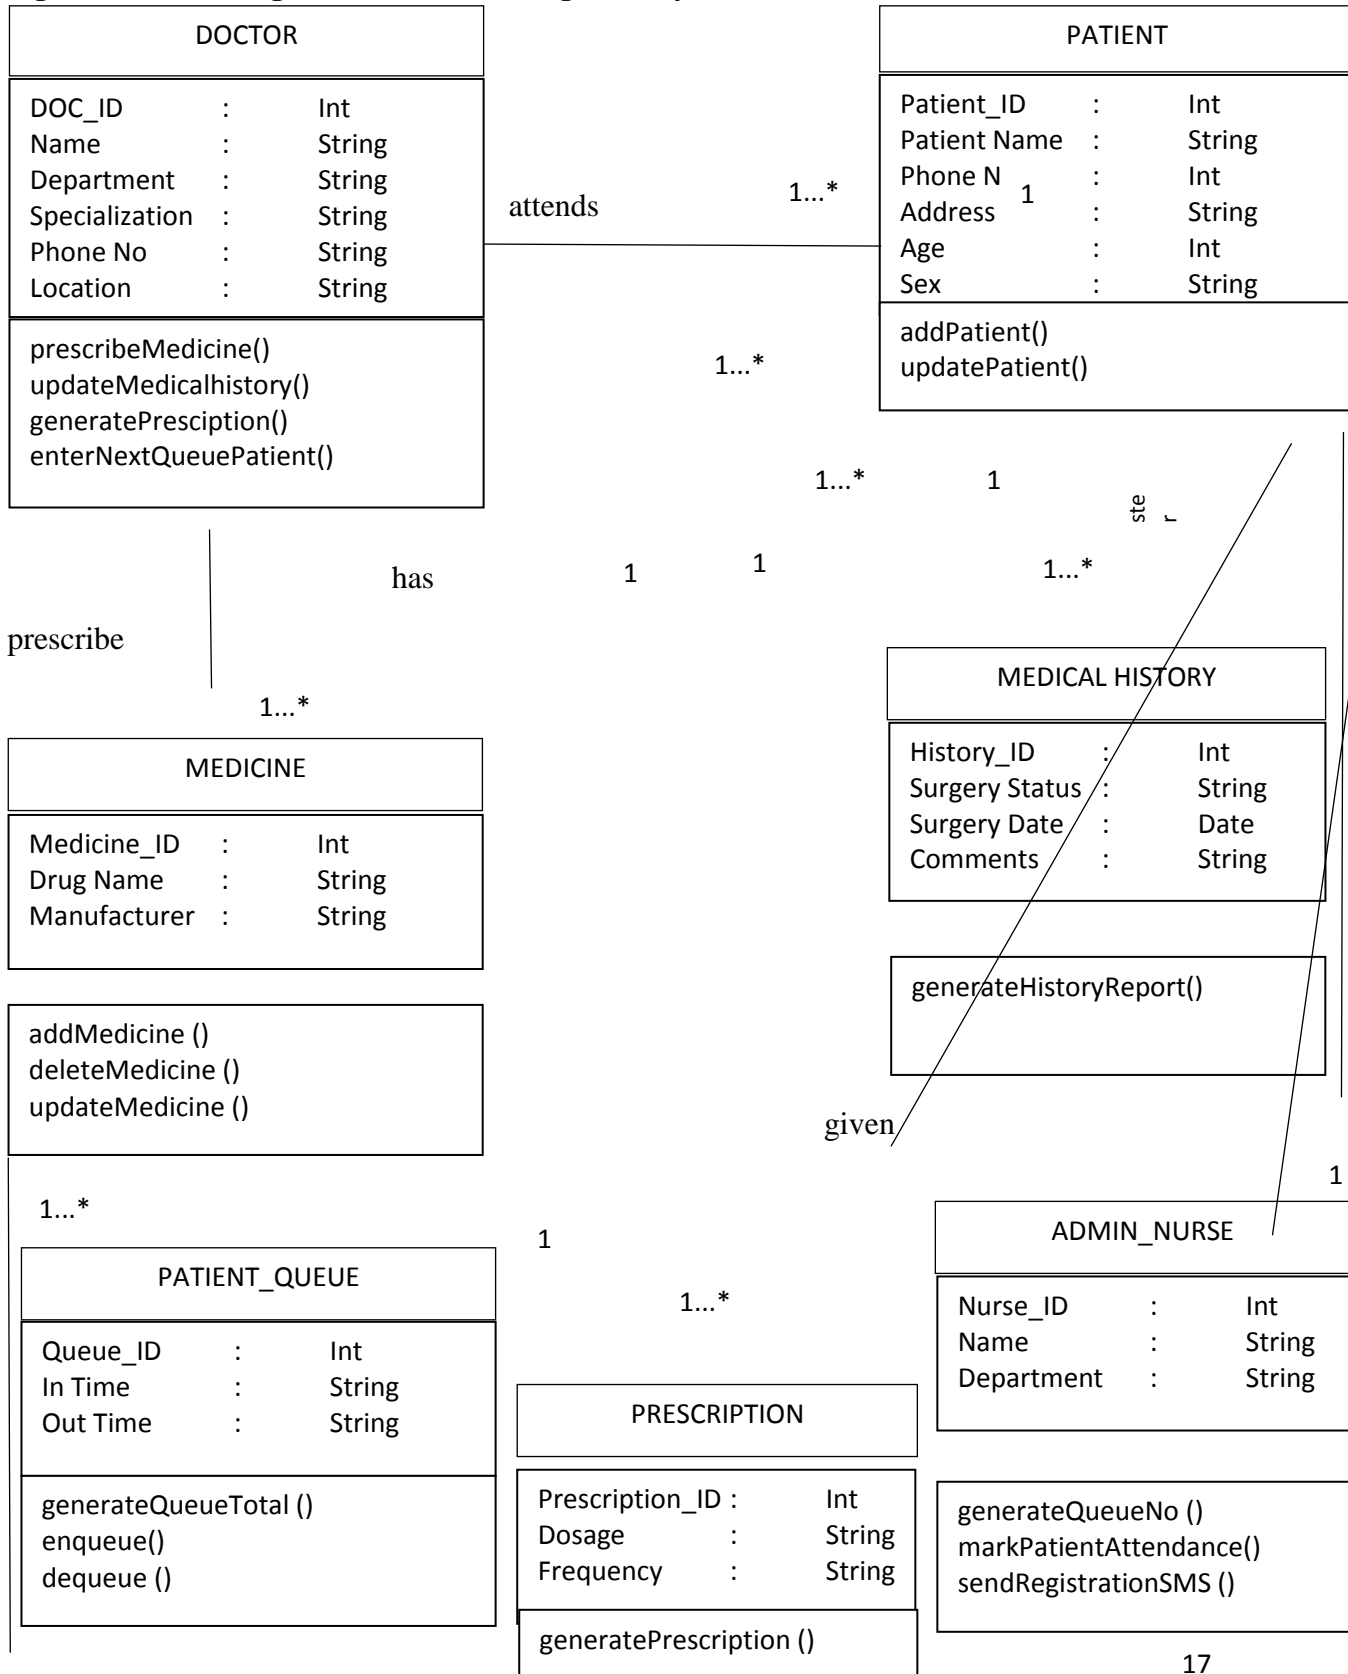 DOCTOR
DOC_ID : Int
Name : String
Department : String
Specialization : String
Phone No : String
Location : String
prescribeMedicine()
updateMedicalhistory()
generatePresciption()
enterNextQueuePatient()
attends
1...*
PATIENT
Patient_ID : Int
Patient Name : String
Phone N : Int
1
Address : String
Age : Int
Sex : String
addPatient()
updatePatient()
1...*
1...*
1
ste
r
has
1
1
1...*
prescribe
1...*
MEDICINE
Medicine_ID : Int
Drug Name : String
Manufacturer : String
addMedicine ()
deleteMedicine ()
updateMedicine ()
MEDICAL HISTORY
History_ID : Int
Surgery Status : String
Surgery Date : Date
Comments : String
generateHistoryReport()
given
1
1...*
1
1...*
PATIENT_QUEUE
Queue_ID : Int
In Time : String
Out Time : String
generateQueueTotal ()
enqueue()
dequeue ()
PRESCRIPTION
Prescription_ID : Int
Dosage : String
Frequency : String
generatePrescription ()
ADMIN_NURSE
Nurse_ID : Int
Name : String
Department : String
generateQueueNo ()
markPatientAttendance()
sendRegistrationSMS ()
17